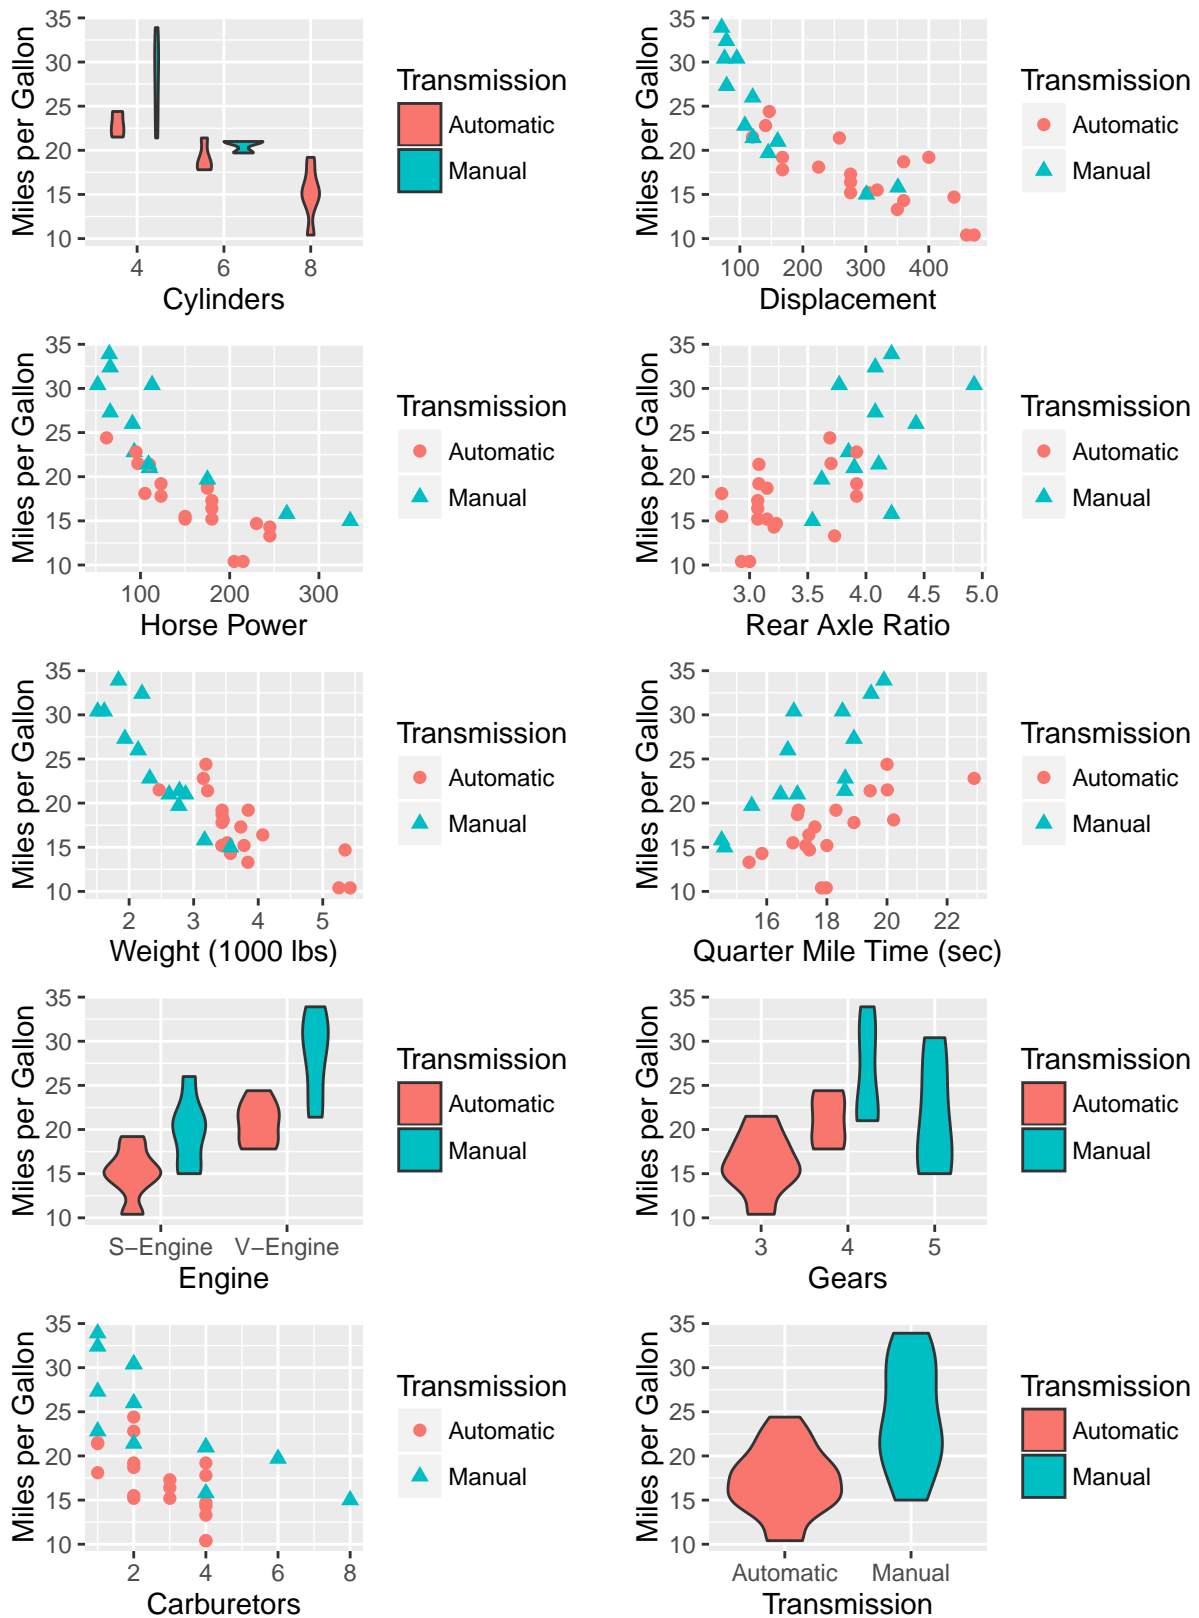 35
30
25
20
15
10
Miles per Gallon
4 6 8
Cylinders
Transmission
Automatic
Manual
35
30
25
20
15
10
Miles per Gallon
100 200 300 400
Displacement
Transmission
Automatic
Manual
35
30
25
20
15
10
Miles per Gallon
100 200 300
Horse Power
Transmission
Automatic
Manual
35
30
25
20
15
10
Miles per Gallon
3.0 3.5 4.0 4.5 5.0
Rear Axle Ratio
Transmission
Automatic
Manual
35
30
25
20
15
10
Miles per Gallon
2 3 4 5
Weight (1000 lbs)
Transmission
Automatic
Manual
35
30
25
20
15
10
Miles per Gallon
16 18 20 22
Quarter Mile Time (sec)
Transmission
Automatic
Manual
35
30
25
20
15
10
Miles per Gallon
S−Engine V−Engine
Engine
Transmission
Automatic
Manual
35
30
25
20
15
10
Miles per Gallon
3 4 5
Gears
Transmission
Automatic
Manual
35
30
25
20
15
10
Miles per Gallon
2 4 6 8
Carburetors
Transmission
Automatic
Manual
35
30
25
20
15
10
Miles per Gallon
Automatic Manual
Transmission
Transmission
Automatic
Manual